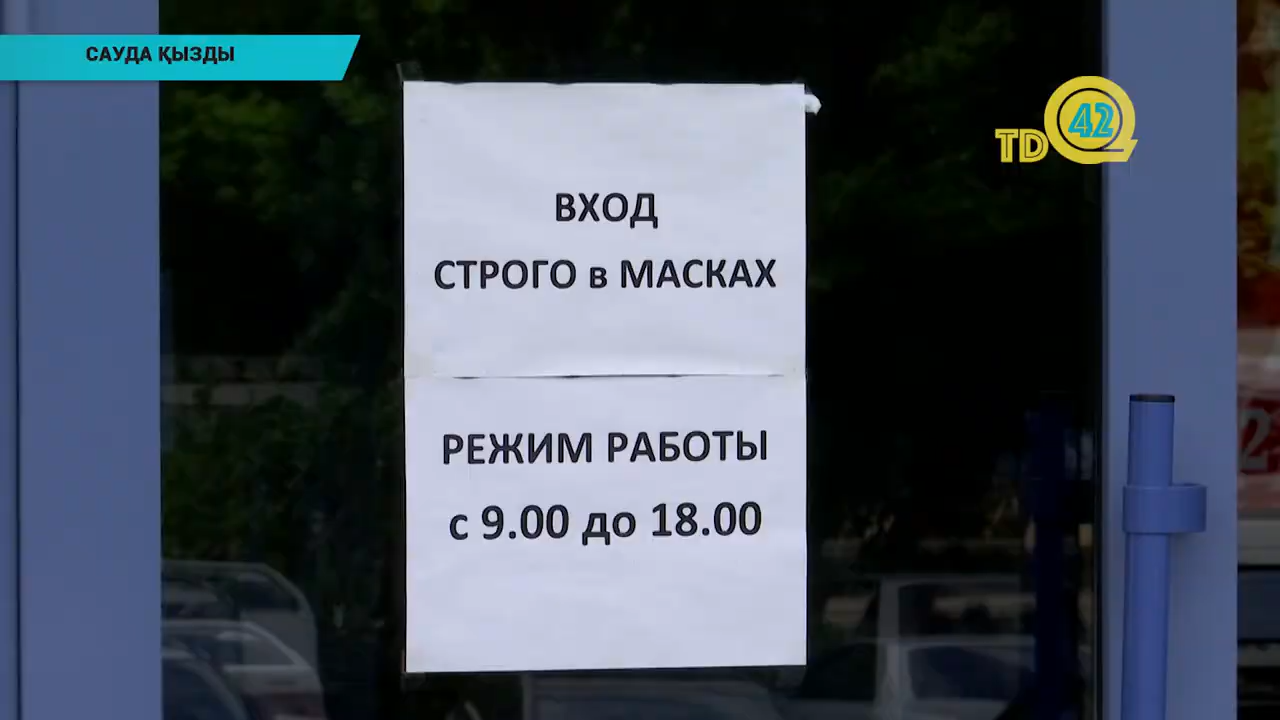 САУДА ҚЫЗДЫ
TD 42
ВХОД
СТРОГО в МАСКАХ
РЕЖИМ РАБОТЫ
с 9.00 до 18.00